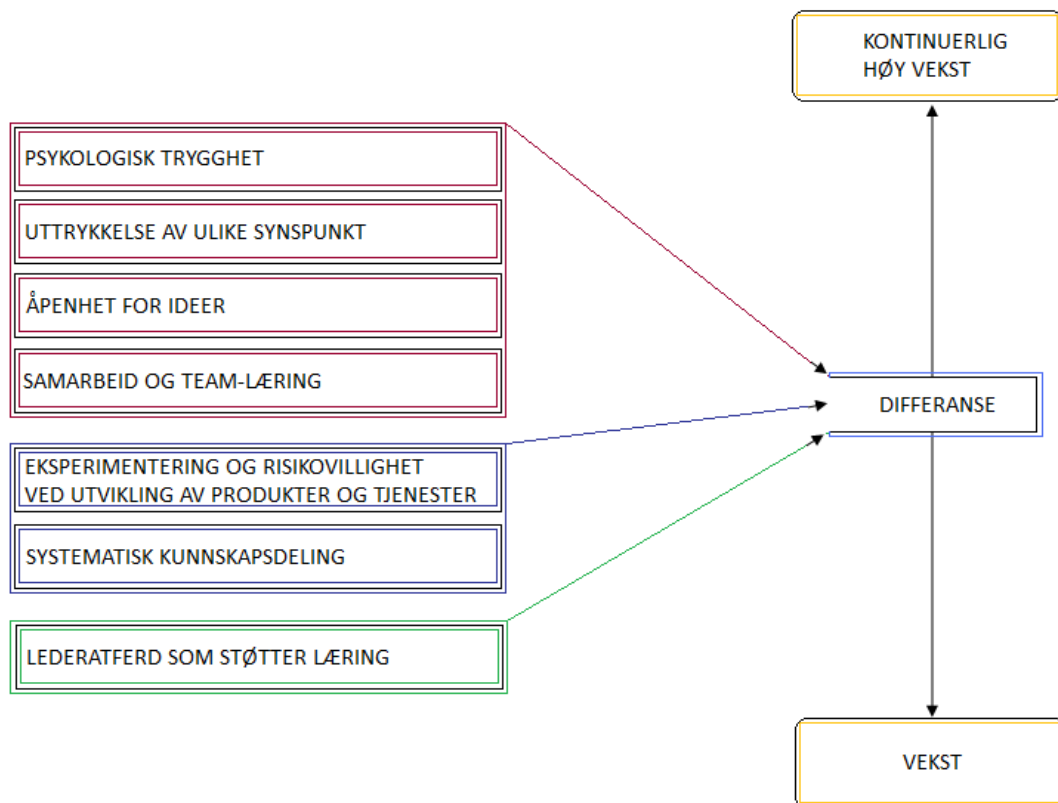 KONTINUERLIG
HØY VEKST
PSYKOLOGISK TRYGGHET
UTTRYKKELSE AV ULIKE SYNSPUNKT
ÅPENHET FOR IDEER
SAMARBEID OG TEAM-LÆRING
DIFFERANSE
EKSPERIMENTERING OG RISIKOVILLIGHET
VED UTVIKLING AV PRODUKTER OG TJENESTER
SYSTEMATISK KUNNSKAPSDELING
LEDERATFERD SOM STØTTER LÆRING
VEKST